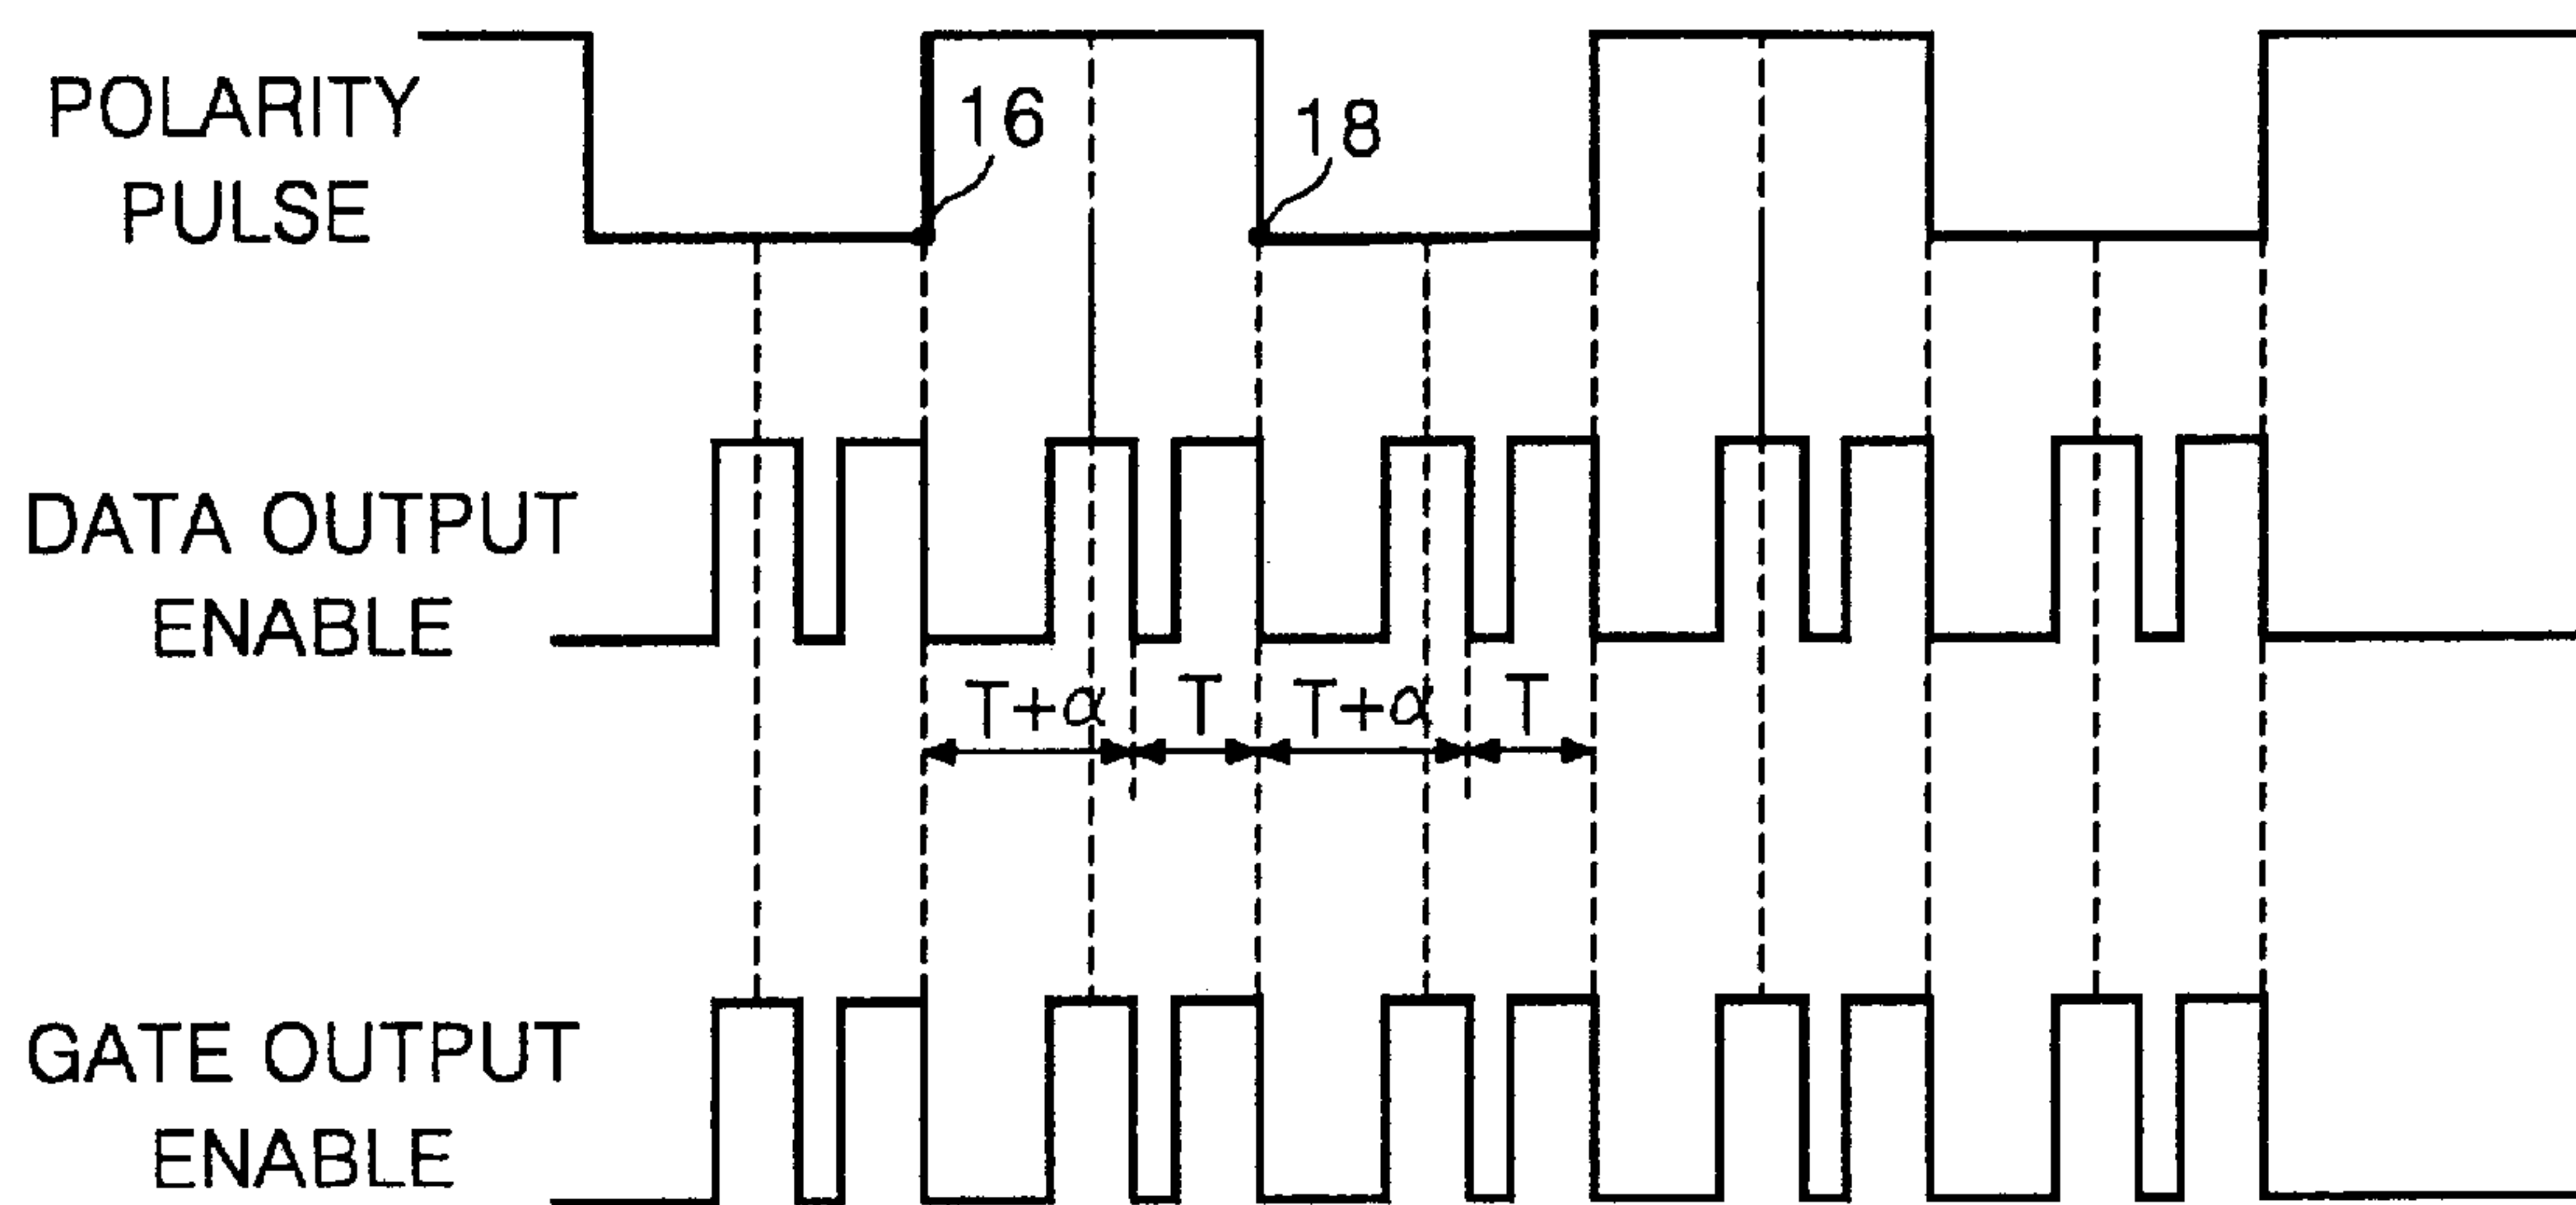 POLARITY
PULSE
16
18
DATA OUTPUT
ENABLE
T+α
T
T+α
T
GATE OUTPUT
ENABLE